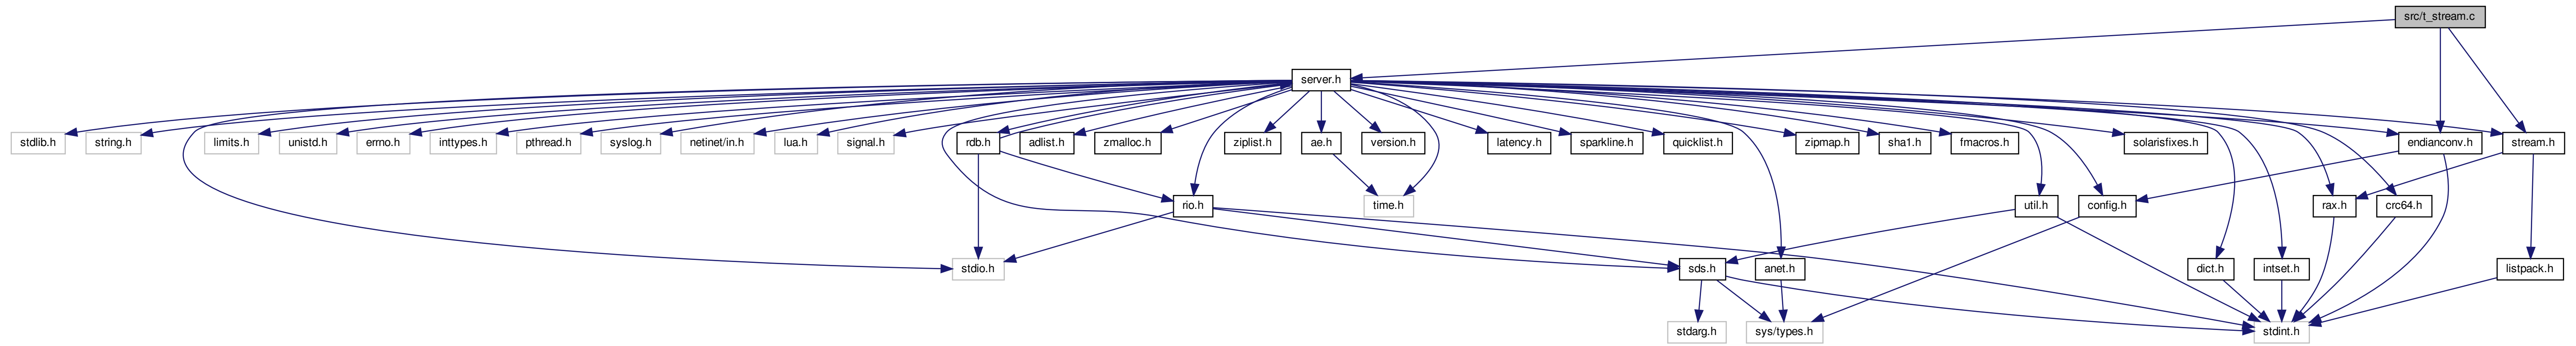 src/t_stream.c
server.h
stdlib.h
string.h
limits.h
unistd.h
errno.h
inttypes.h
pthread.h
syslog.h
netinet/in.h
lua.h
signal.h
rdb.h
adlist.h
zmalloc.h
ziplist.h
ae.h
version.h
latency.h
sparkline.h
quicklist.h
zipmap.h
sha1.h
fmacros.h
solarisfixes.h
endianconv.h
stream.h
rio.h
time.h
util.h
config.h
rax.h
crc64.h
stdio.h
sds.h
anet.h
dict.h
intset.h
listpack.h
stdarg.h
sys/types.h
stdint.h